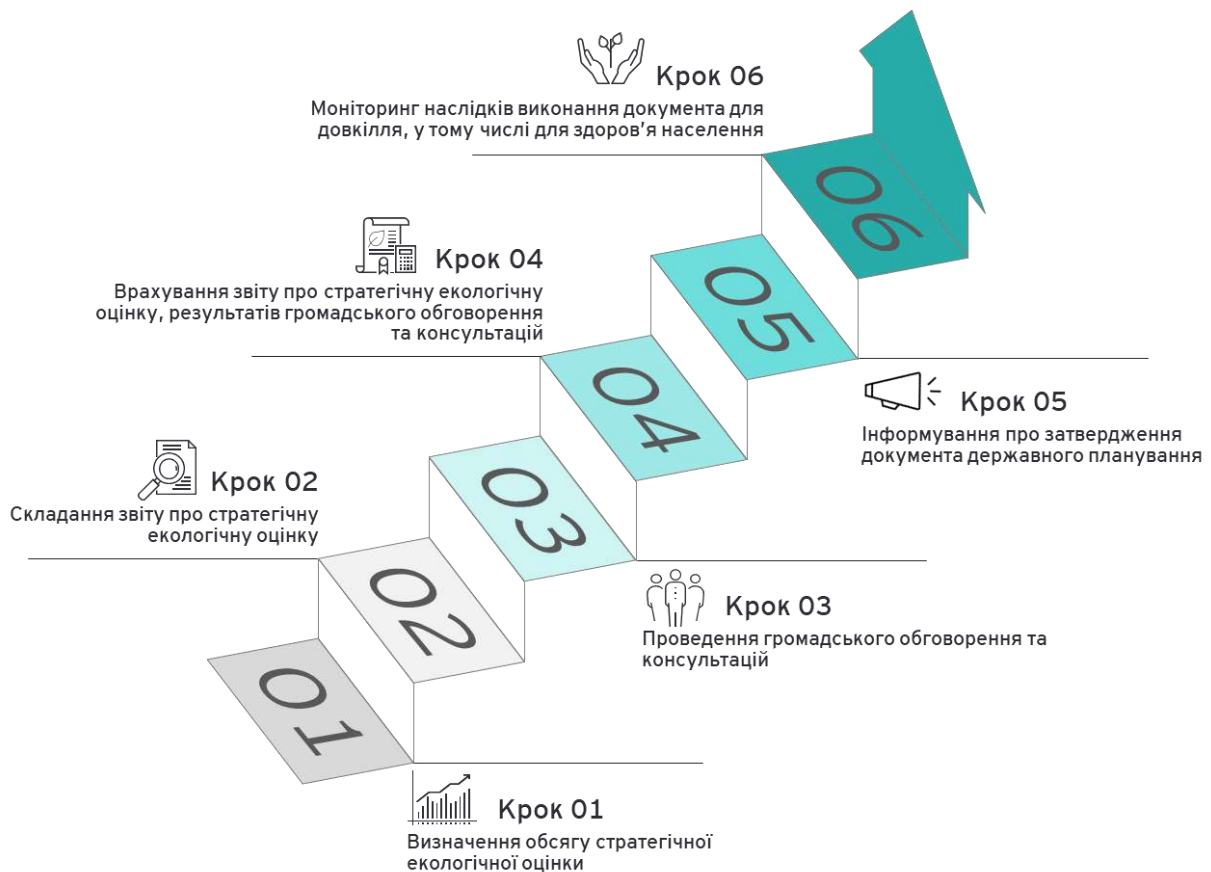 Крок 06
Моніторинг наслідків виконання документа для
довкілля, у тому числі для здоров’я населення
06
Крок 04
Врахування звіту про стратегічну екологічну
оцінку, результатів громадського обговорення
та консультацій
05
Крок 05
Інформування про затвердження
документа державного планування
04
Крок 02
Складання звіту про стратегічну
екологічну оцінку
03
Крок 03
Проведення громадського обговорення та
консультацій
02
01
Крок 01
Визначення обсягу стратегічної
екологічної оцінки